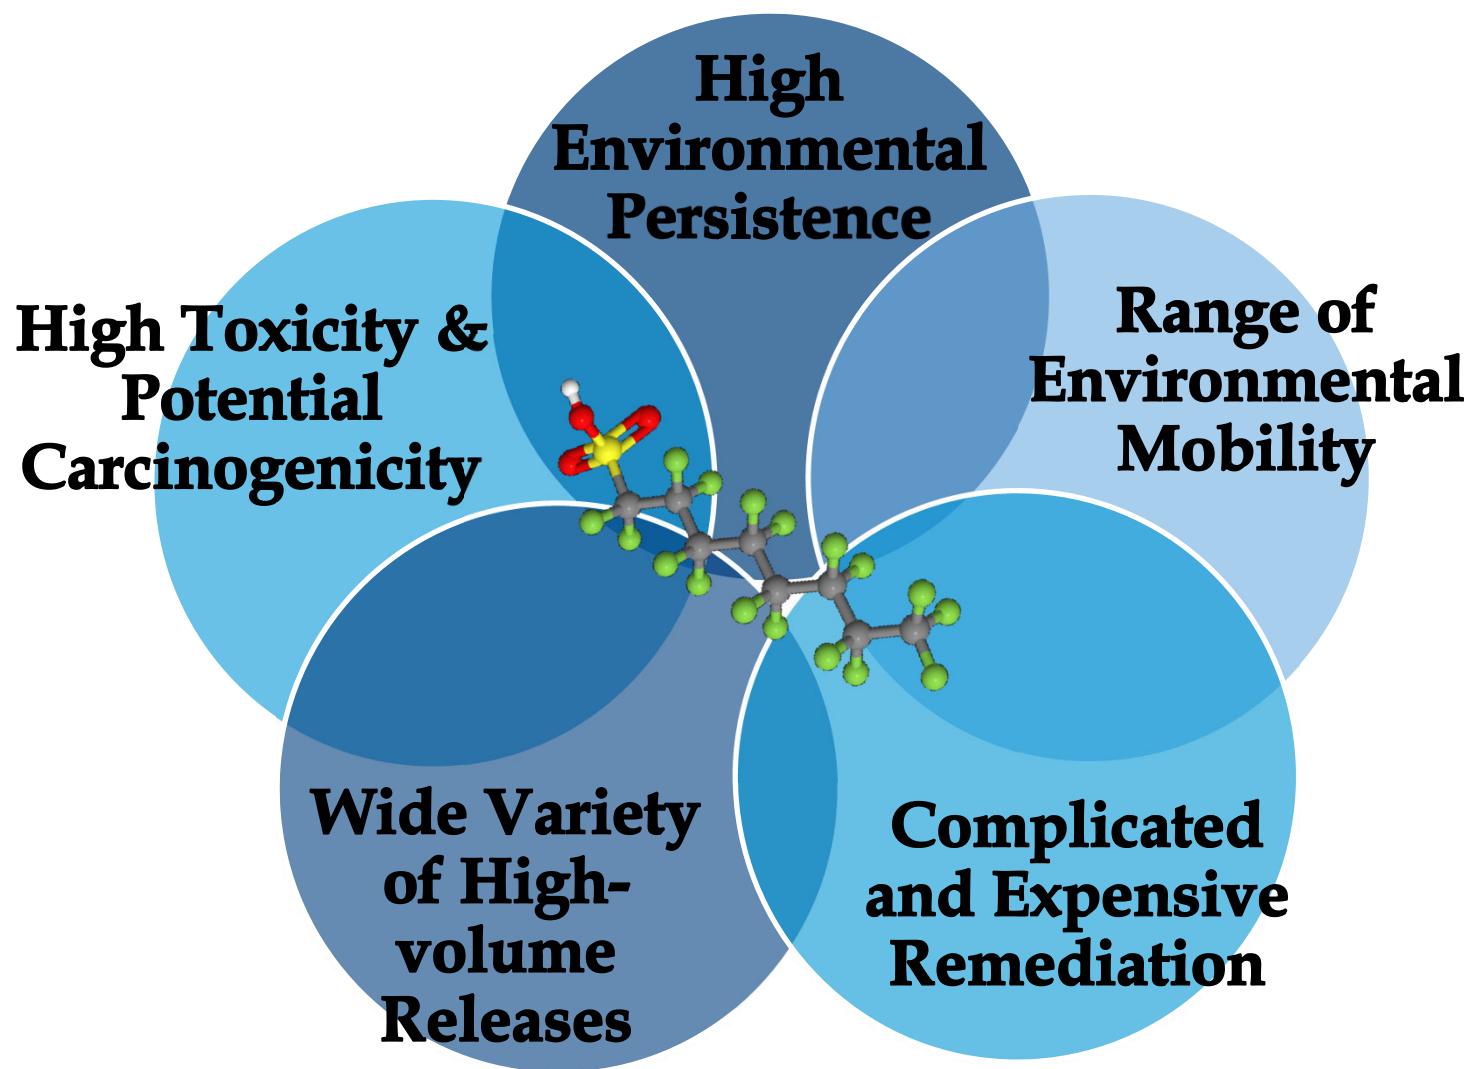 High
Environmental
Persistence
High Toxicity &
Potential
Carcinogenicity
Range of
Environmental
Mobility
Wide Variety
of High-
volume
Releases
Complicated
and Expensive
Remediation